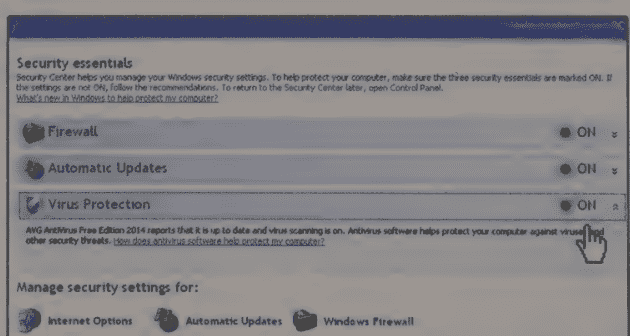 Security essentials
Security Center helps you manage your Windows security settings. To help protect your computer, make sure the three security essentials are marked ON. If
the settings are not ON, follow the recommendations. To return to the Security Center later, open Control Panel.
What's new in Windows to help protect my computer?
Firewall ON
Automatic Updates ON
Virus Protection ON
AVG AntiVirus Free Edition 2014 reports that it is up to date and virus scanning is on. Antivirus software helps protect your computer against viruses and
other security threats. How does antivirus software help protect my computer?
Manage security settings for:
Internet Options Automatic Updates Windows Firewall